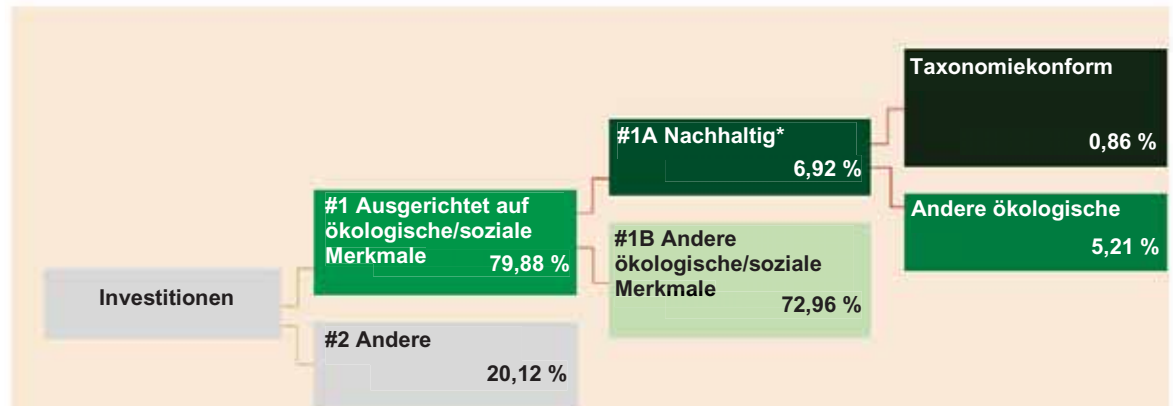 Investitionen
#1 Ausgerichtet auf
ökologische/soziale
Merkmale 79,88 %
#2 Andere
20,12 %
#1A Nachhaltig*
6,92 %
#1B Andere
ökologische/soziale
Merkmale
72,96 %
Taxonomiekonform
0,86 %
Andere ökologische
5,21 %